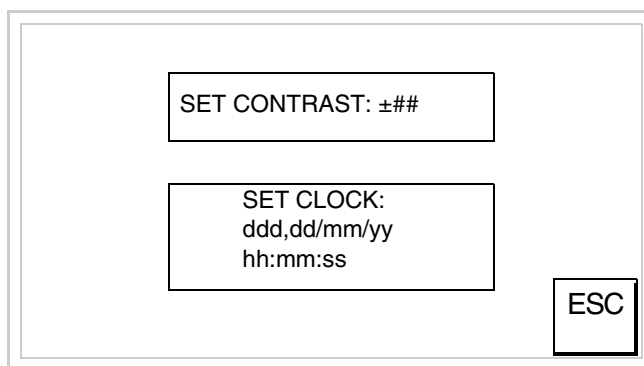 SET CONTRAST: ±##
SET CLOCK:
ddd,dd/mm/yy
hh:mm:ss
ESC